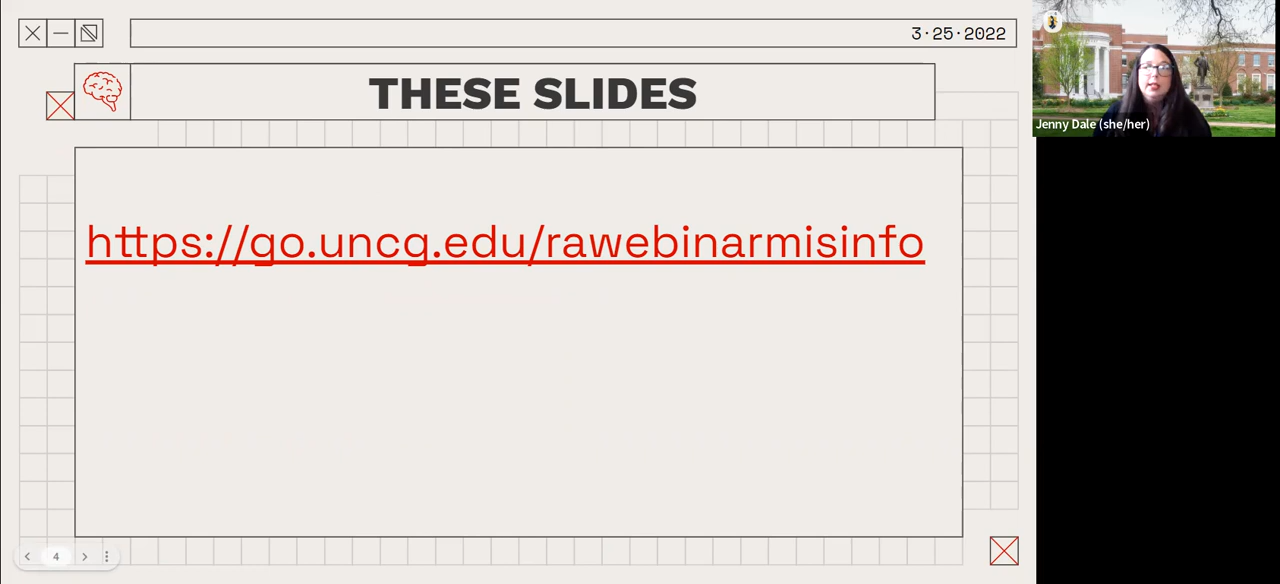 3·25·2022
THESE SLIDES
https://go.uncg.edu/rawebinarmisinfo
Jenny Dale (she/her)
4